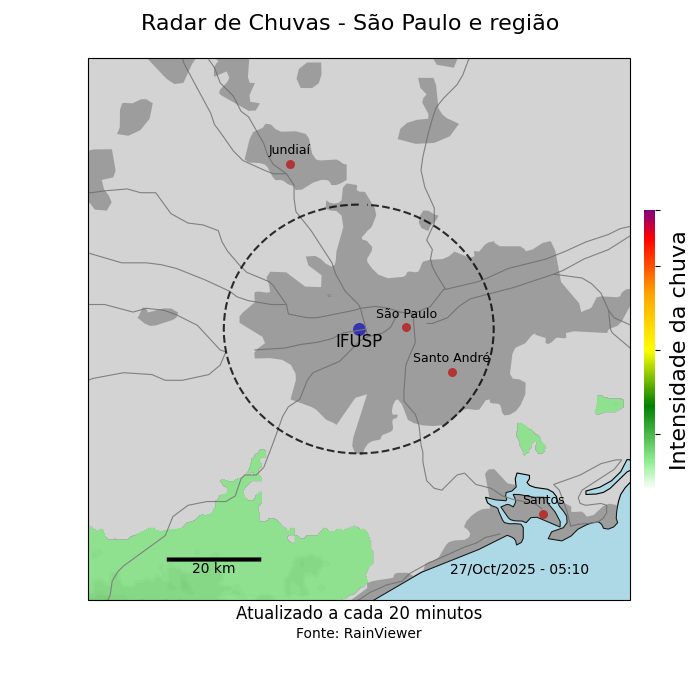 Radar de Chuvas - São Paulo e região
Jundiaí
São Paulo
IFUSP
Santo André
Santos
20 km
27/Oct/2025 - 05:10
Intensidade da chuva
Atualizado a cada 20 minutos
Fonte: RainViewer